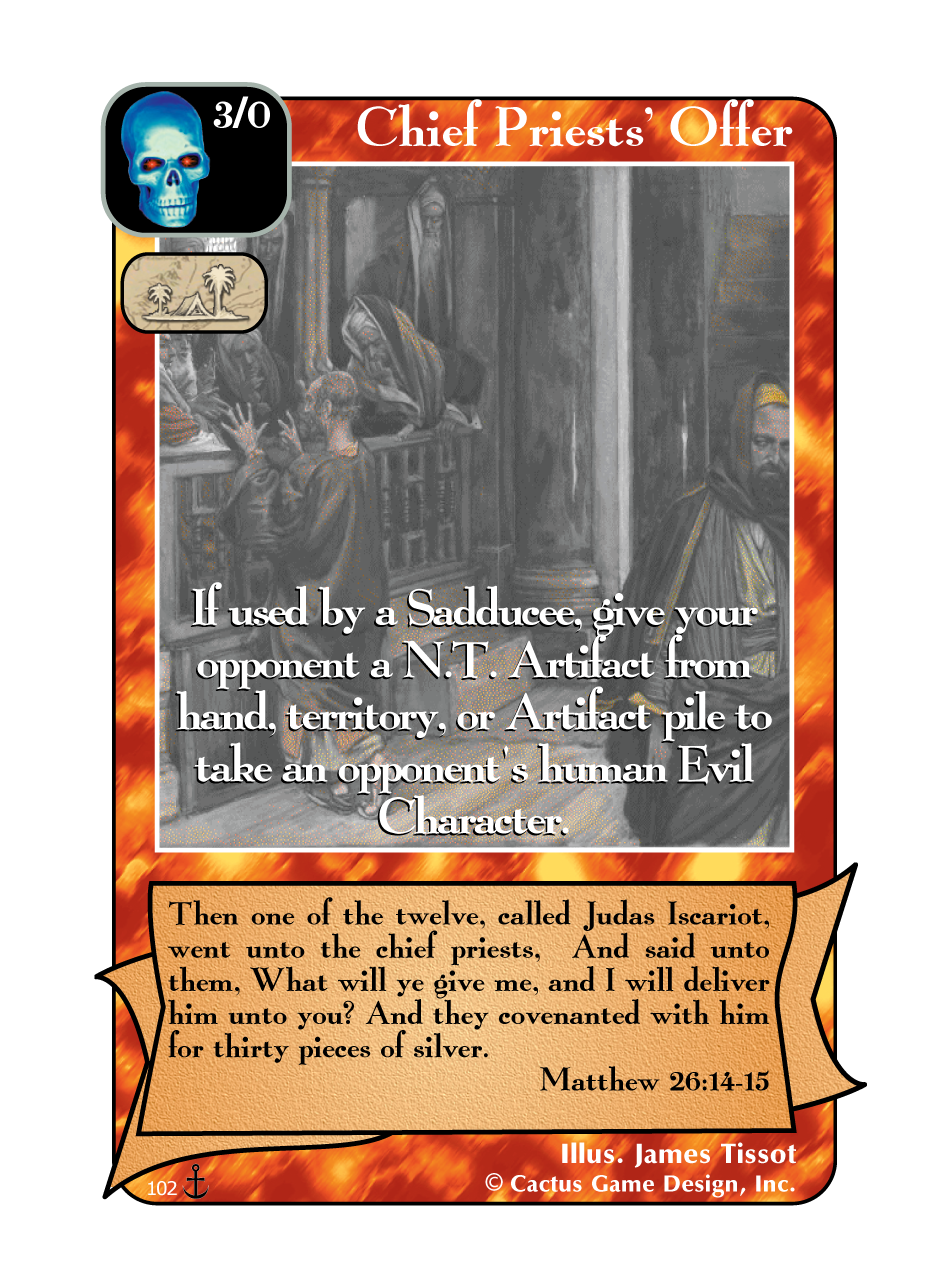 3/0
Chief Priests' Offer
If used by a Sadducee, give your
opponent a N.T. Artifact from
hand, territory, or Artifact pile to
take an opponent's human Evil
Character.
Then one of the twelve, called Judas Iscariot,
went unto the chief priests, And said unto
them, What will ye give me, and I will deliver
him unto you? And they covenanted with him
for thirty pieces of silver.
Matthew 26:14-15
Illus. James Tissot
© Cactus Game Design, Inc.
102